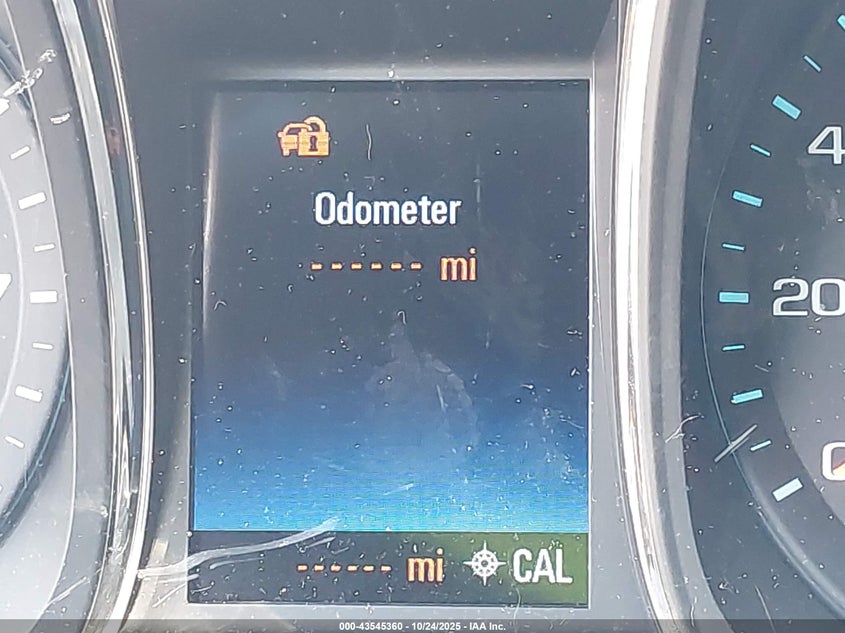 Odometer
------ mi
------ mi CAL
4
20
000-43545360 - 10/24/2025 - IAA Inc.